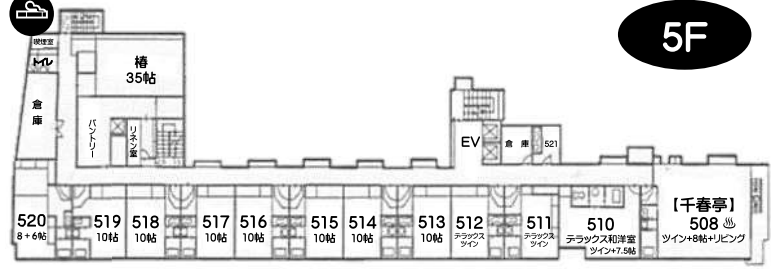 5F
喫煙室
トイレ
倉庫
椿
35帖
パントリー
リネン室
EV
倉庫
521
520
8+6帖
519
10帖
518
10帖
517
10帖
516
10帖
515
10帖
514
10帖
513
10帖
512
デラックス
ツイン
511
デラックス
ツイン
510
デラックス和洋室
ツイン+7.5帖
【千春亭】
508♨
ツイン+8帖+リビング